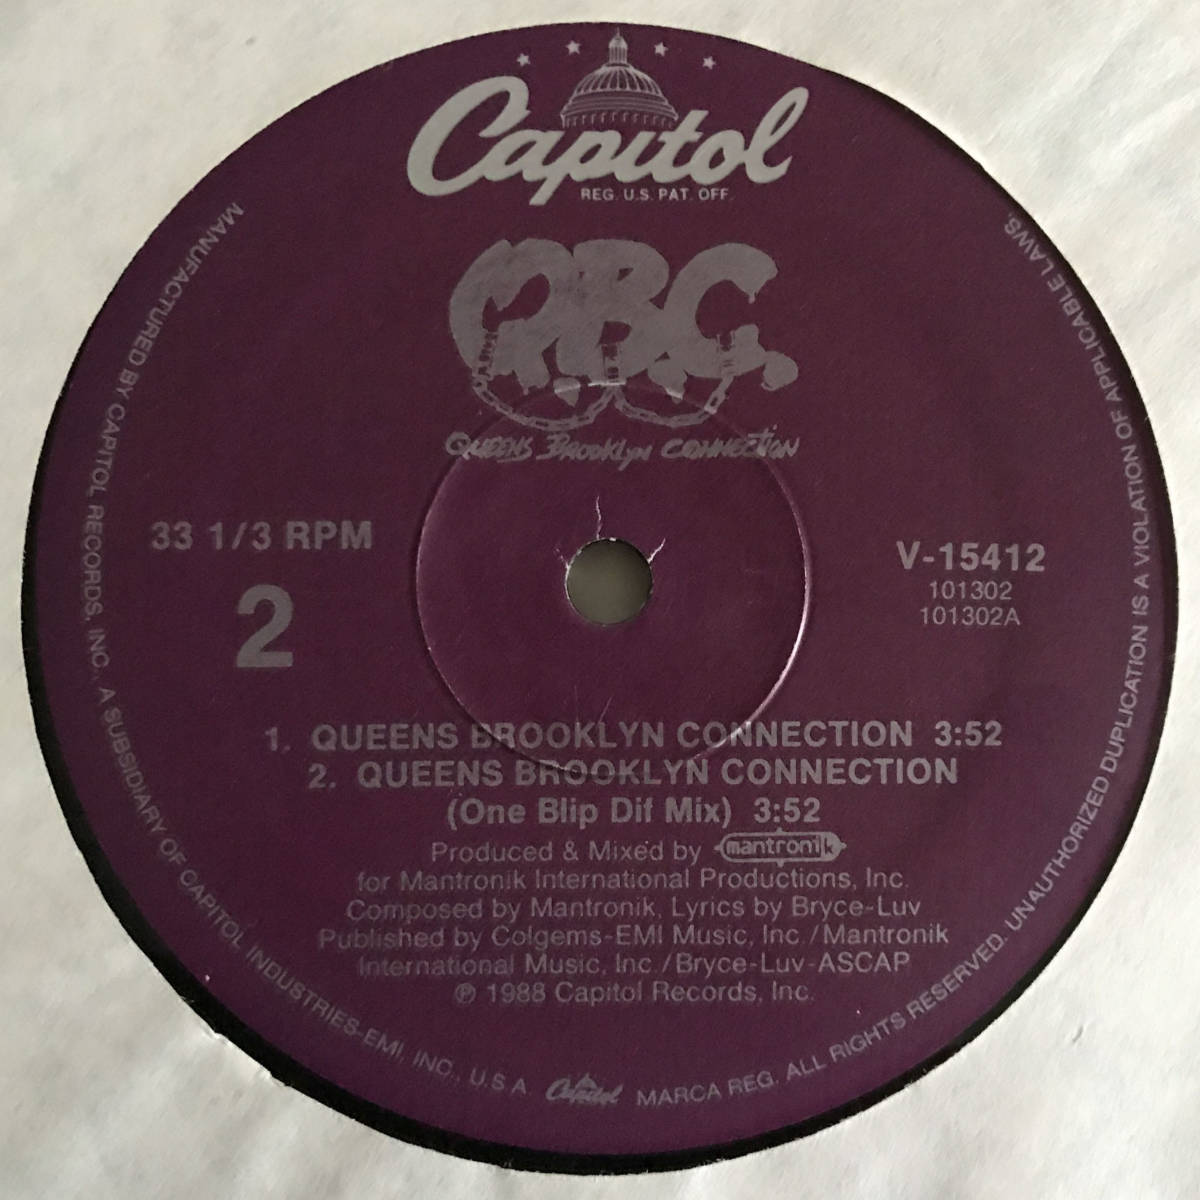 Capitol
REG. U.S. PAT. OFF.
Q.B.C.
QUEENS BROOKLYN CONNECTION
33 1/3 RPM
2
V-15412
101302
101302A
1. QUEENS BROOKLYN CONNECTION 3:52
2. QUEENS BROOKLYN CONNECTION
(One Blip Dif Mix) 3:52
Produced & Mixed by mantronik
for Mantronik International Productions, Inc.
Composed by Mantronik, Lyrics by Bryce-Luv
Published by Colgems-EMI Music, Inc./Mantronik
International Music, Inc./Bryce-Luv-ASCAP
℗ 1988 Capitol Records, Inc.
MANUFACTURED BY CAPITOL RECORDS, INC., A SUBSIDIARY OF CAPITOL INDUSTRIES-EMI, INC., U.S.A. Capitol MARCA REG. ALL RIGHTS RESERVED. UNAUTHORIZED DUPLICATION IS A VIOLATION OF APPLICABLE LAWS.